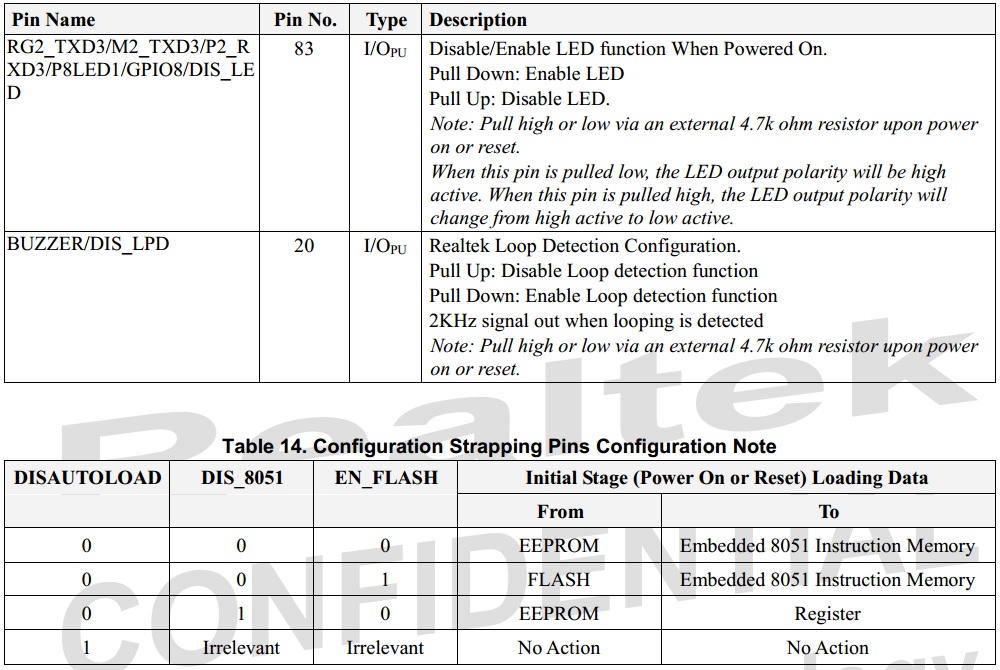 Pin Name Pin No. Type Description
RG2_TXD3/M2_TXD3/P2_R 83 I/OPU Disable/Enable LED function When Powered On.
XD3/P8LED1/GPIO8/DIS_LE Pull Down: Enable LED
D Pull Up: Disable LED.
Note: Pull high or low via an external 4.7k ohm resistor upon power
on or reset.
When this pin is pulled low, the LED output polarity will be high
active. When this pin is pulled high, the LED output polarity will
change from high active to low active.
BUZZER/DIS_LPD 20 I/OPU Realtek Loop Detection Configuration.
Pull Up: Disable Loop detection function
Pull Down: Enable Loop detection function
2KHz signal out when looping is detected
Note: Pull high or low via an external 4.7k ohm resistor upon power
on or reset.
Realtek
Table 14. Configuration Strapping Pins Configuration Note
DISAUTOLOAD DIS_8051 EN_FLASH Initial Stage (Power On or Reset) Loading Data
From To
0 0 0 EEPROM Embedded 8051 Instruction Memory
0 0 1 FLASH Embedded 8051 Instruction Memory
0 1 0 EEPROM Register
1 Irrelevant Irrelevant No Action No Action
CONFIDENTIAL